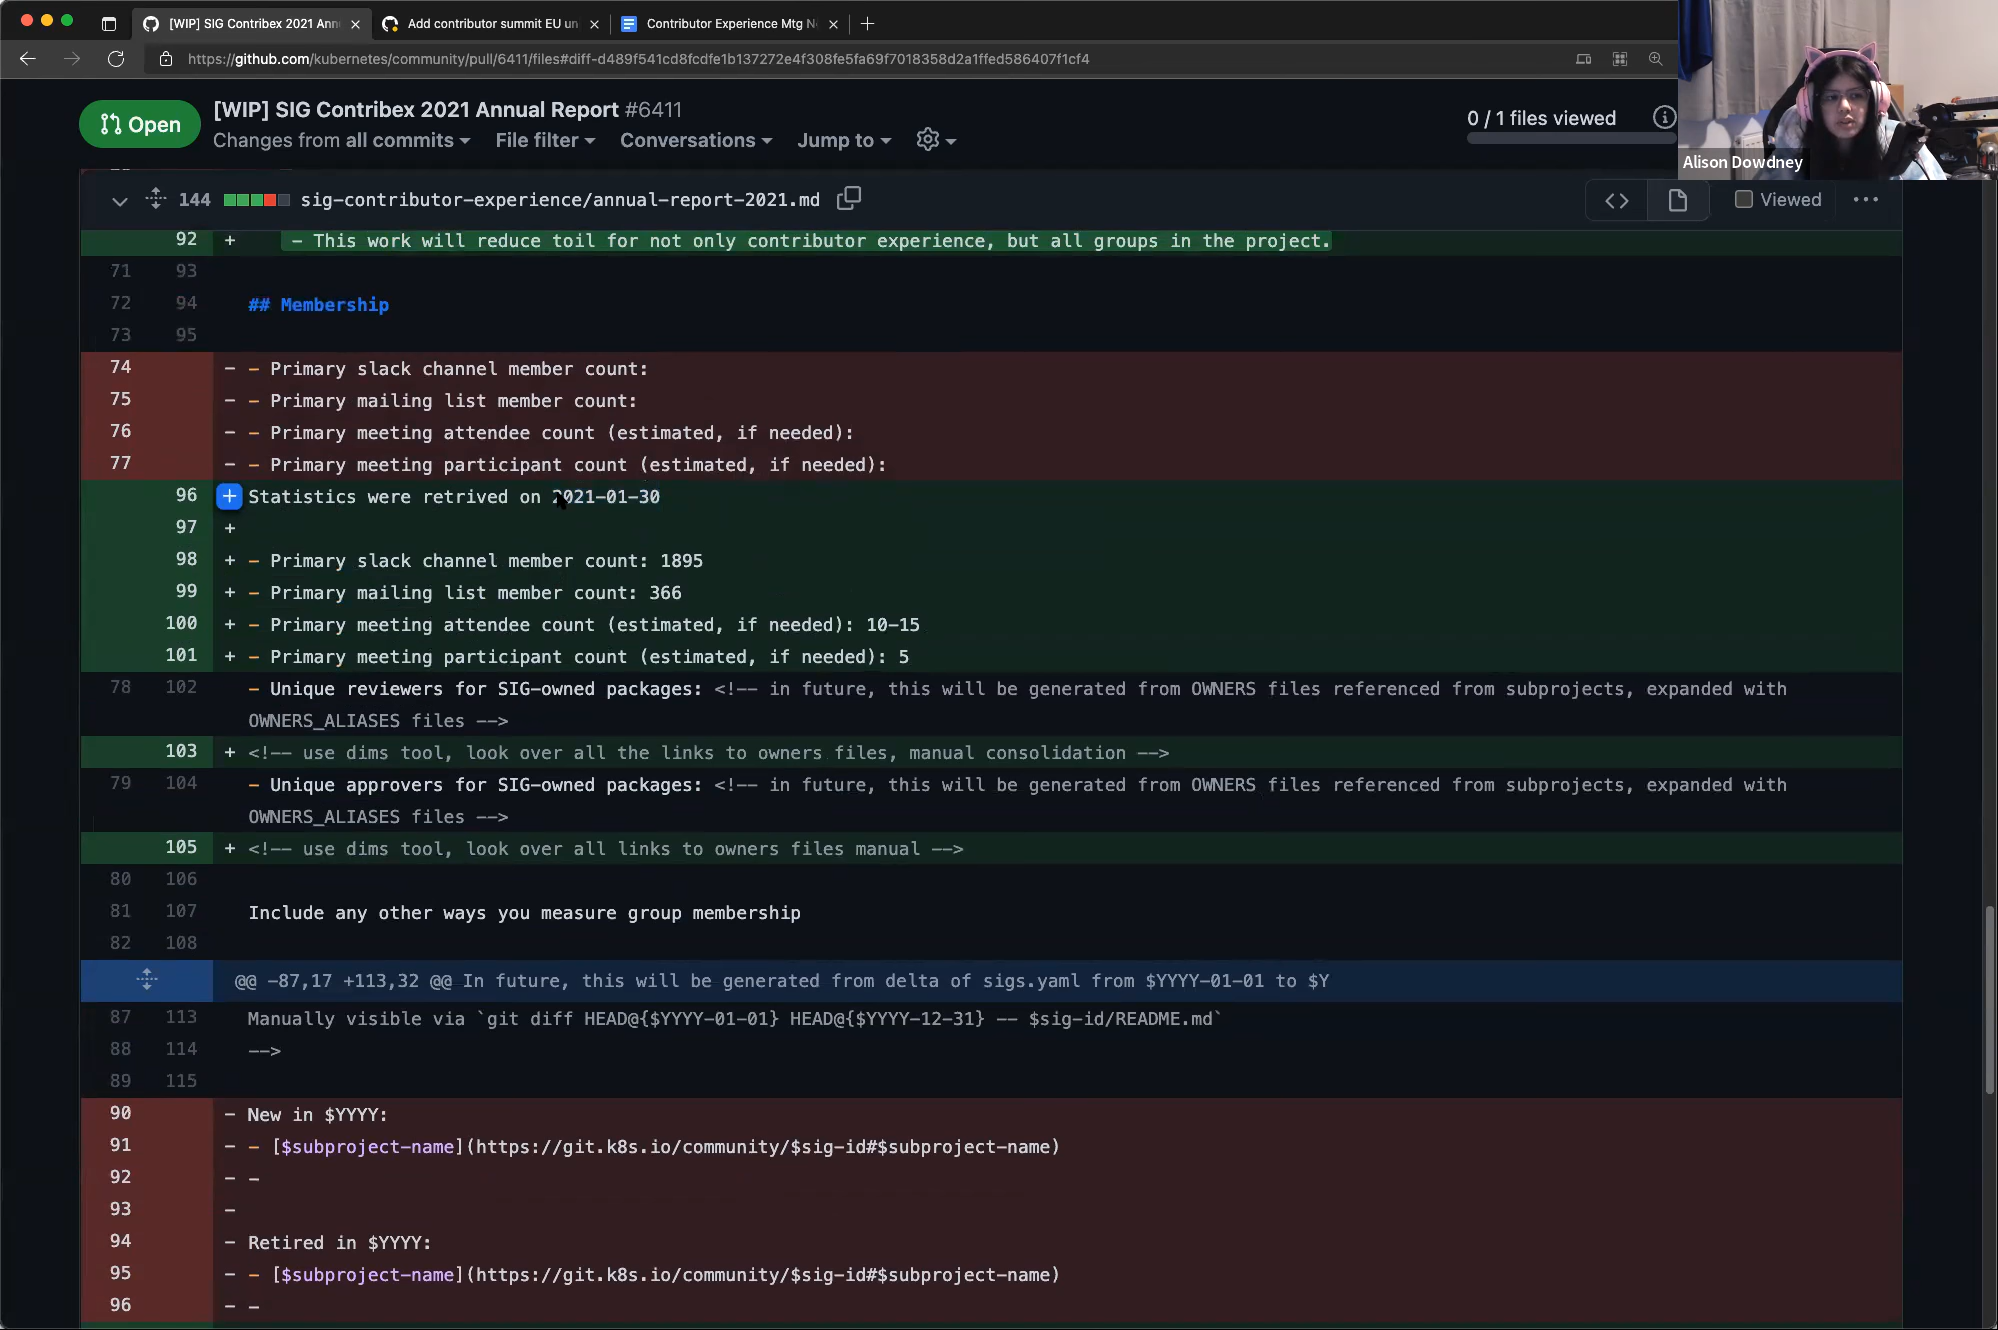 [WIP] SIG Contribex 2021 Ann
Add contributor summit EU un
Contributor Experience Mtg N
https://github.com/kubernetes/community/pull/6411/files#diff-d489f541cd8fcdfe1b137272e4f308fe5fa69f7018358d2a1ffed586407f1cf4
Open
[WIP] SIG Contribex 2021 Annual Report #6411
Changes from all commits File filter Conversations Jump to
0 / 1 files viewed
Alison Dowdney
144 sig-contributor-experience/annual-report-2021.md
Viewed
92 + - This work will reduce toil for not only contributor experience, but all groups in the project.
71 93
72 94 ## Membership
73 95
74 - - Primary slack channel member count:
75 - - Primary mailing list member count:
76 - - Primary meeting attendee count (estimated, if needed):
77 - - Primary meeting participant count (estimated, if needed):
96 + Statistics were retrived on 2021-01-30
97 +
98 + - Primary slack channel member count: 1895
99 + - Primary mailing list member count: 366
100 + - Primary meeting attendee count (estimated, if needed): 10-15
101 + - Primary meeting participant count (estimated, if needed): 5
78 102 - Unique reviewers for SIG-owned packages: <!-- in future, this will be generated from OWNERS files referenced from subprojects, expanded with
OWNERS_ALIASES files -->
103 + <!-- use dims tool, look over all the links to owners files, manual consolidation -->
79 104 - Unique approvers for SIG-owned packages: <!-- in future, this will be generated from OWNERS files referenced from subprojects, expanded with
OWNERS_ALIASES files -->
105 + <!-- use dims tool, look over all links to owners files manual -->
80 106
81 107 Include any other ways you measure group membership
82 108
@@ -87,17 +113,32 @@ In future, this will be generated from delta of sigs.yaml from $YYYY-01-01 to $Y
87 113 Manually visible via `git diff HEAD@{$YYYY-01-01} HEAD@{$YYYY-12-31} -- $sig-id/README.md`
88 114 -->
89 115
90 - New in $YYYY:
91 - - [$subproject-name](https://git.k8s.io/community/$sig-id#$subproject-name)
92 - -
93 -
94 - Retired in $YYYY:
95 - - [$subproject-name](https://git.k8s.io/community/$sig-id#$subproject-name)
96 - -